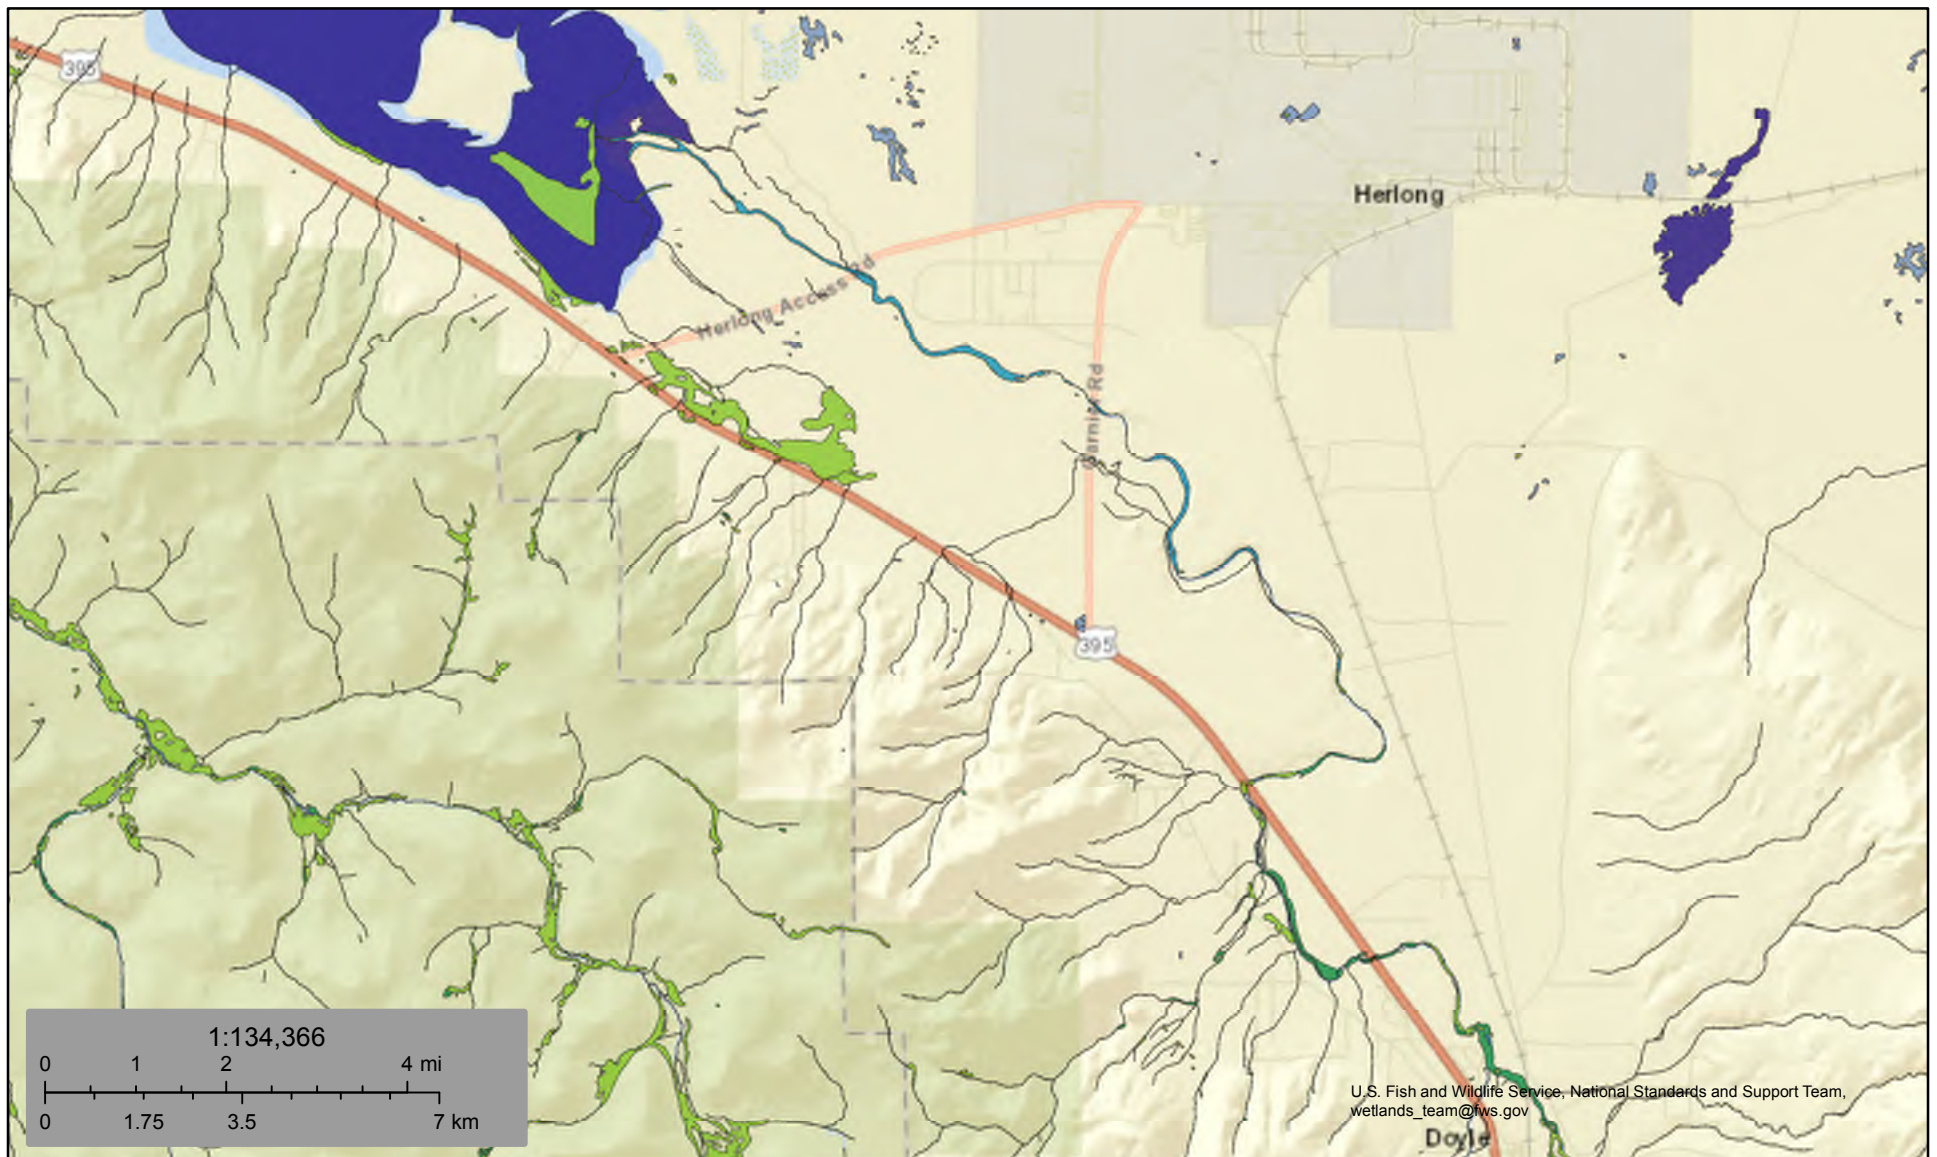 395
Herlong
Herlong Access Rd
Garnier Rd
395
1:134,366
0 1 2 4 mi
0 1.75 3.5 7 km
U.S. Fish and Wildlife Service, National Standards and Support Team,
wetlands_team@fws.gov
Doyle